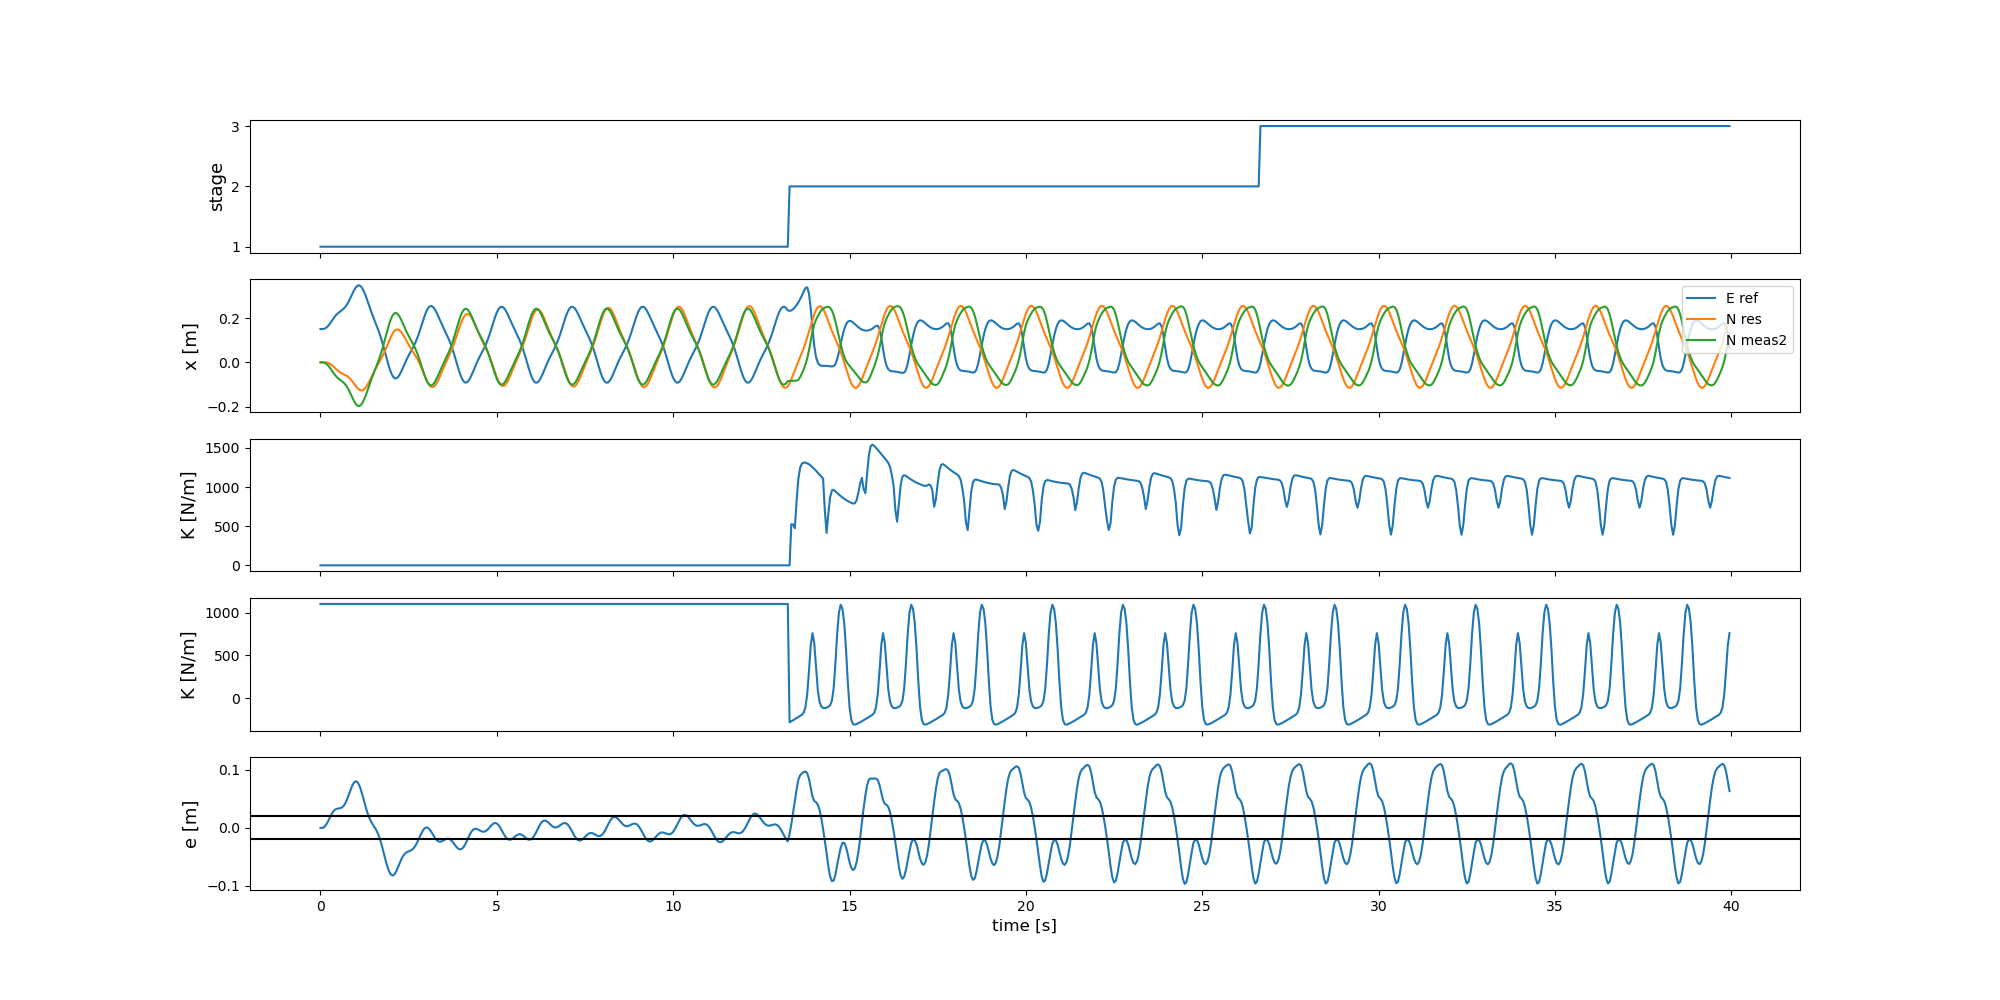 3
2
1
stage
0.2
0.0
−0.2
x [m]
E ref
N res
N meas2
1500
1000
500
0
K [N/m]
1000
500
0
K [N/m]
0.1
0.0
−0.1
e [m]
0 5 10 15 20 25 30 35 40
time [s]